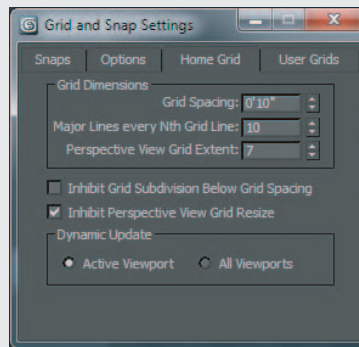 Grid and Snap Settings
Snaps Options Home Grid User Grids
Grid Dimensions
Grid Spacing: 0'10"
Major Lines every Nth Grid Line: 10
Perspective View Grid Extent: 7
Inhibit Grid Subdivision Below Grid Spacing
Inhibit Perspective View Grid Resize
Dynamic Update
Active Viewport All Viewports